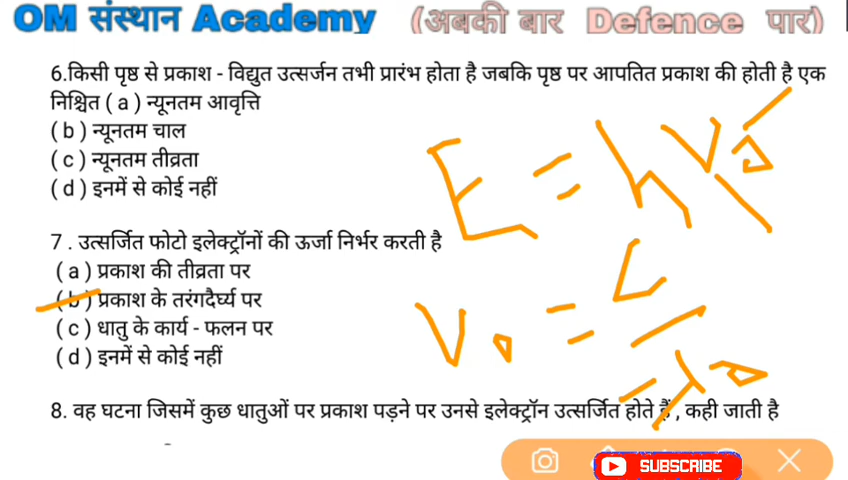 OM संस्थान Academy (अबकी बार Defence पार)
6.किसी पृष्ठ से प्रकाश - विद्युत उत्सर्जन तभी प्रारंभ होता है जबकि पृष्ठ पर आपतित प्रकाश की होती है एक
निश्चित ( a ) न्यूनतम आवृत्ति
( b ) न्यूनतम चाल
( c ) न्यूनतम तीव्रता
( d ) इनमें से कोई नहीं
E = hν₀
7 . उत्सर्जित फोटो इलेक्ट्रॉनों की ऊर्जा निर्भर करती है
( a ) प्रकाश की तीव्रता पर
( b ) प्रकाश के तरंगदैर्घ्य पर
( c ) धातु के कार्य - फलन पर
( d ) इनमें से कोई नहीं
8. वह घटना जिसमें कुछ धातुओं पर प्रकाश पड़ने पर उनसे इलेक्ट्रॉन उत्सर्जित होते हैं , कही जाती है
SUBSCRIBE